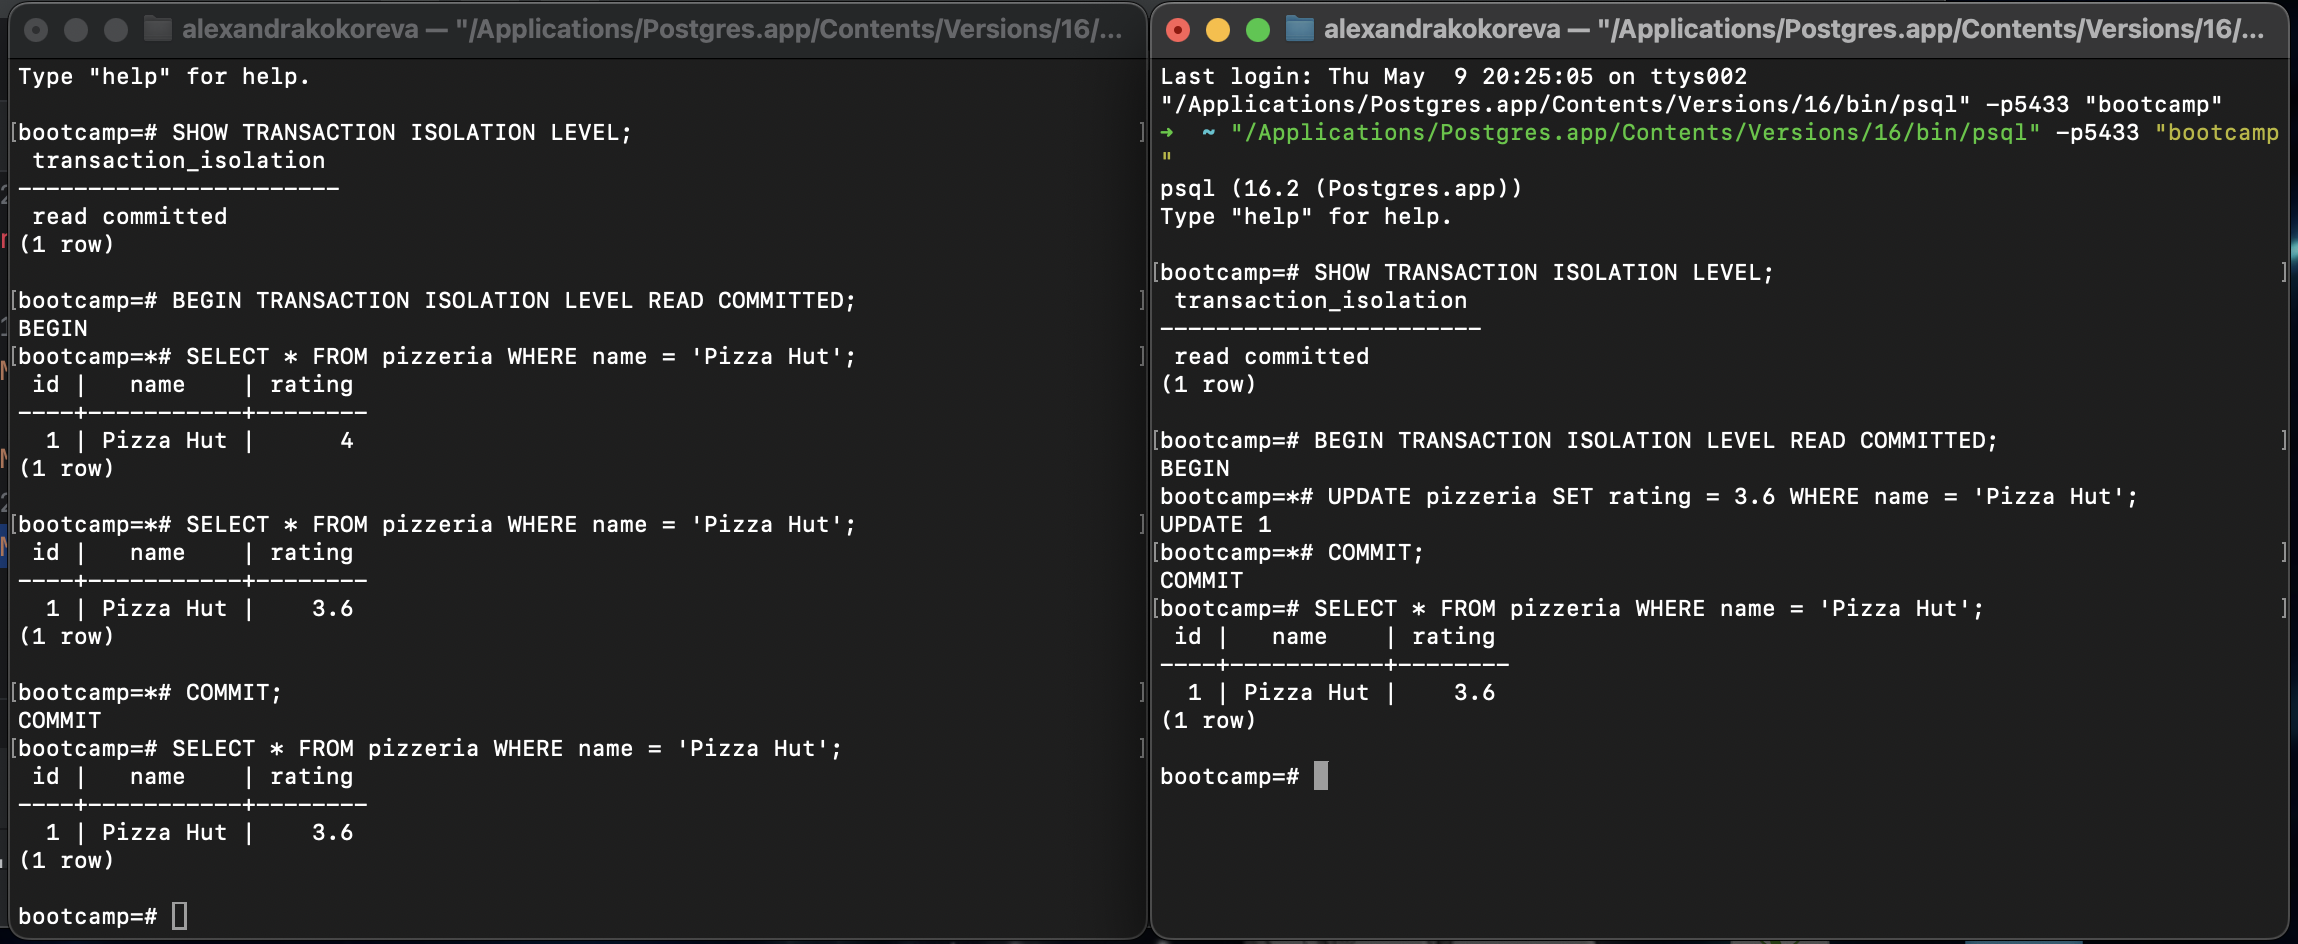 alexandrakokoreva — "/Applications/Postgres.app/Contents/Versions/16/...
Type "help" for help.
[bootcamp=# SHOW TRANSACTION ISOLATION LEVEL; ]
transaction_isolation
-----------------------
read committed
(1 row)
[bootcamp=# BEGIN TRANSACTION ISOLATION LEVEL READ COMMITTED; ]
BEGIN
[bootcamp=*# SELECT * FROM pizzeria WHERE name = 'Pizza Hut'; ]
id |   name    | rating
----+-----------+--------
1 | Pizza Hut |      4
(1 row)
[bootcamp=*# SELECT * FROM pizzeria WHERE name = 'Pizza Hut'; ]
id |   name    | rating
----+-----------+--------
1 | Pizza Hut |    3.6
(1 row)
[bootcamp=*# COMMIT; ]
COMMIT
[bootcamp=# SELECT * FROM pizzeria WHERE name = 'Pizza Hut'; ]
id |   name    | rating
----+-----------+--------
1 | Pizza Hut |    3.6
(1 row)
bootcamp=#
alexandrakokoreva — "/Applications/Postgres.app/Contents/Versions/16/...
Last login: Thu May  9 20:25:05 on ttys002
"/Applications/Postgres.app/Contents/Versions/16/bin/psql" -p5433 "bootcamp"
➜  ~ "/Applications/Postgres.app/Contents/Versions/16/bin/psql" -p5433 "bootcamp
"
psql (16.2 (Postgres.app))
Type "help" for help.
[bootcamp=# SHOW TRANSACTION ISOLATION LEVEL; ]
transaction_isolation
-----------------------
read committed
(1 row)
[bootcamp=# BEGIN TRANSACTION ISOLATION LEVEL READ COMMITTED; ]
BEGIN
bootcamp=*# UPDATE pizzeria SET rating = 3.6 WHERE name = 'Pizza Hut';
UPDATE 1
[bootcamp=*# COMMIT; ]
COMMIT
[bootcamp=# SELECT * FROM pizzeria WHERE name = 'Pizza Hut'; ]
id |   name    | rating
----+-----------+--------
1 | Pizza Hut |    3.6
(1 row)
bootcamp=#